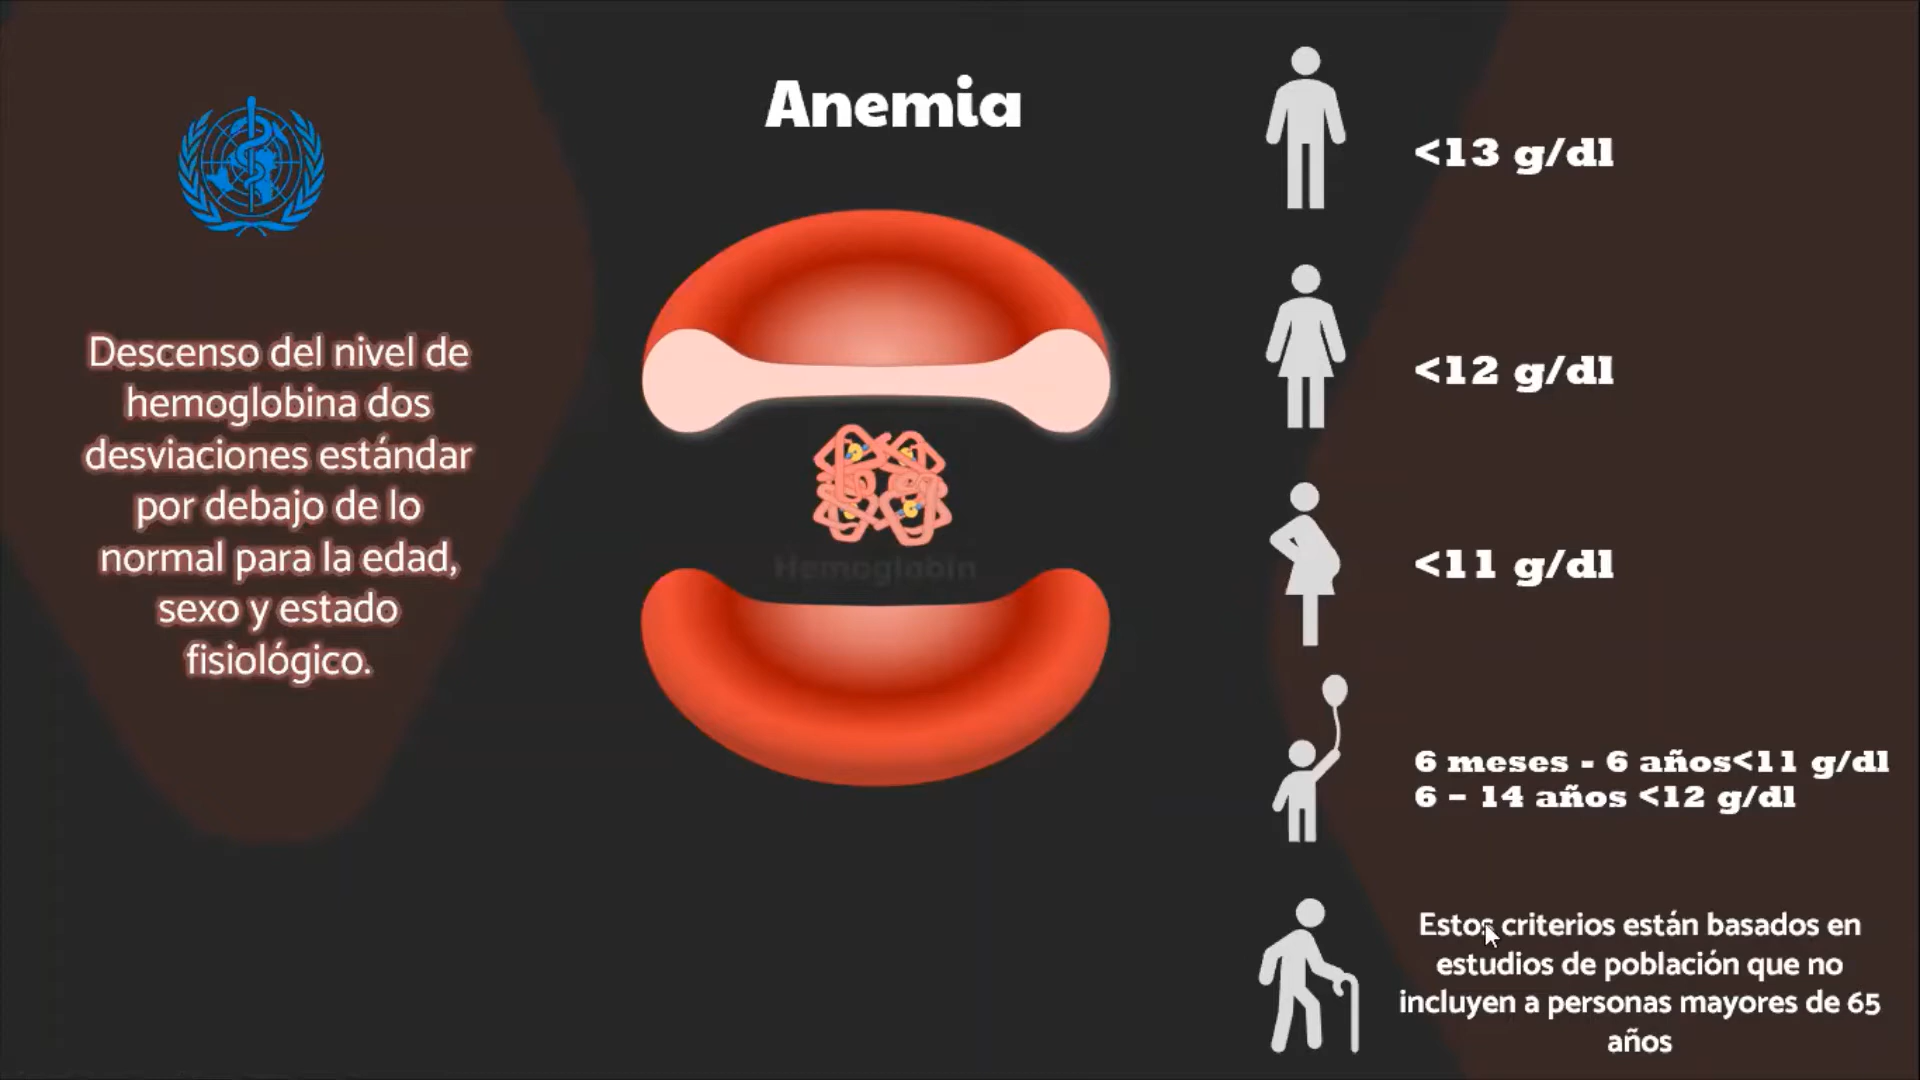 Anemia
Descenso del nivel de
hemoglobina dos
desviaciones estándar
por debajo de lo
normal para la edad,
sexo y estado
fisiológico.
Hemoglobin
<13 g/dl
<12 g/dl
<11 g/dl
6 meses - 6 años<11 g/dl
6 – 14 años <12 g/dl
Estos criterios están basados en
estudios de población que no
incluyen a personas mayores de 65
años